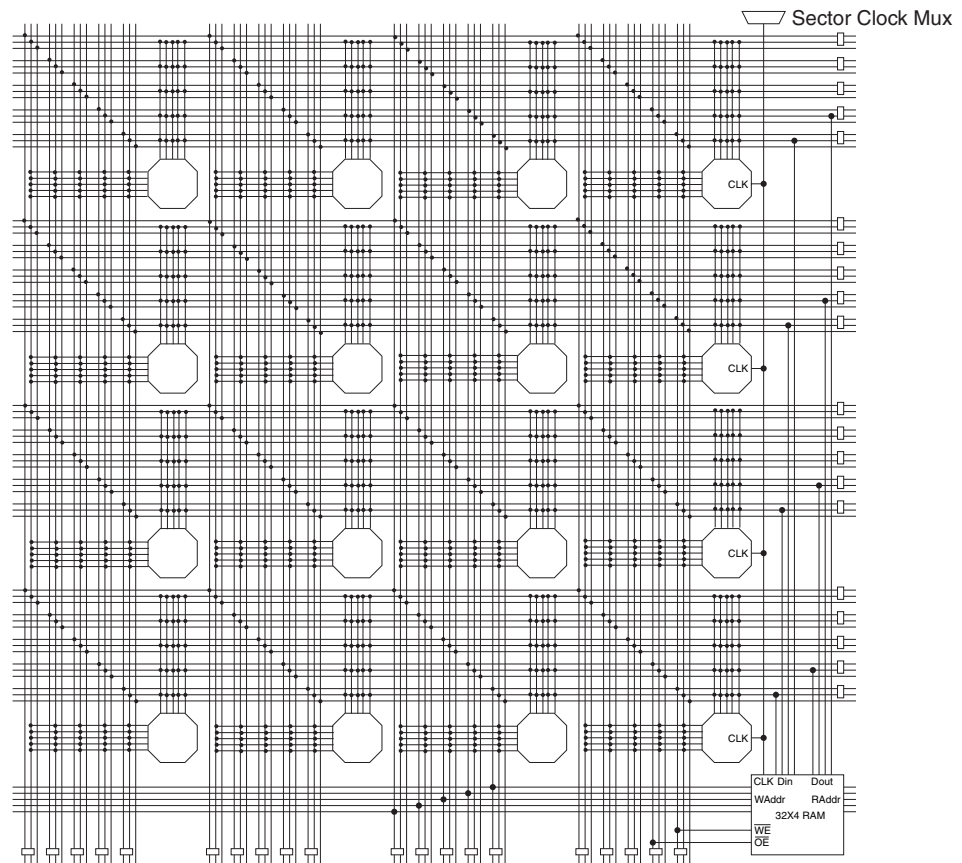 Sector Clock Mux
CLK
CLK
CLK
CLK
CLK Din Dout
WAddr RAddr
32X4 RAM
WE
OE